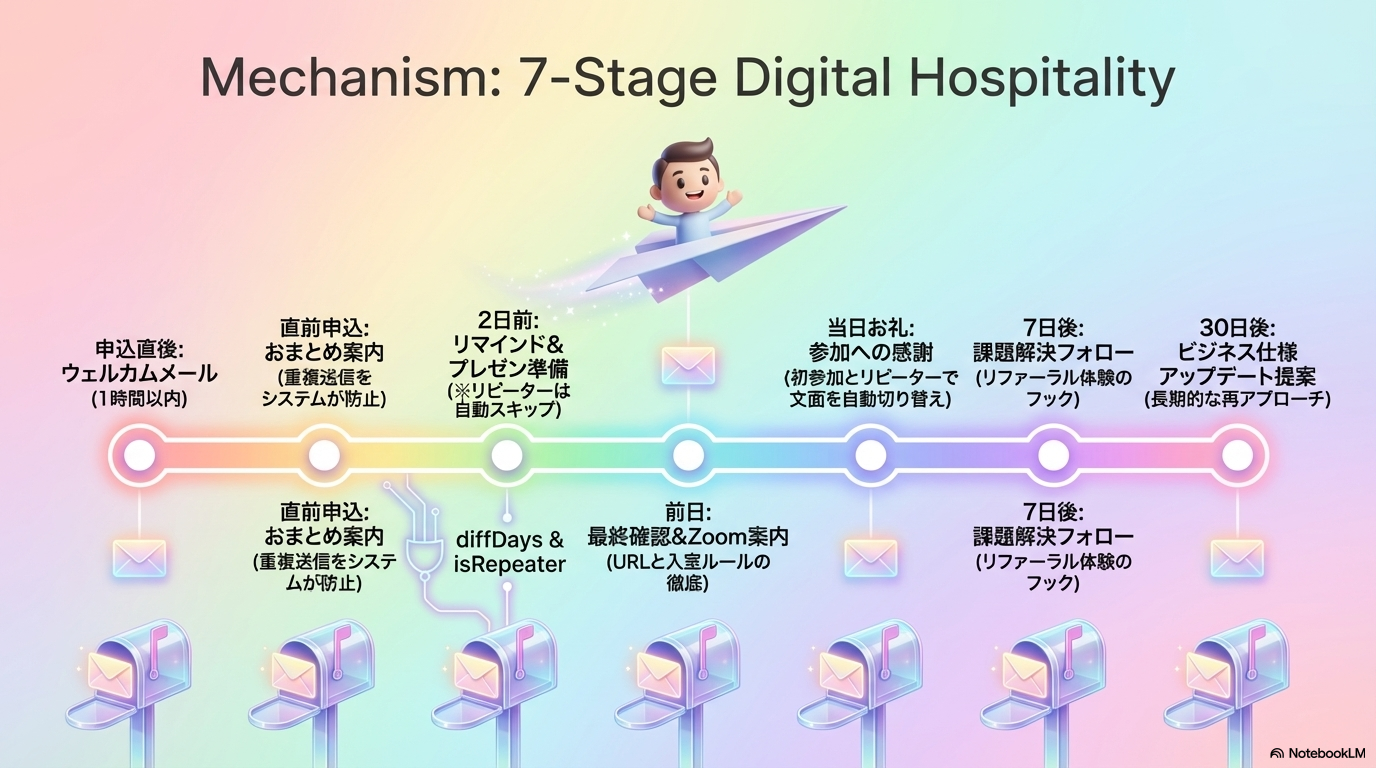 Mechanism: 7-Stage Digital Hospitality
申込直後:
ウェルカムメール
(1時間以内)
直前申込:
おまとめ案内
(重複送信を
システムが防止)
2日前:
リマインド&
プレゼン準備
(※リピーターは
自動スキップ)
当日お礼:
参加への感謝
(初参加とリピーターで
文面を自動切り替え)
7日後:
課題解決フォロー
(リファーラル体験の
フック)
30日後:
ビジネス仕様
アップデート提案
(長期的な再アプローチ)
直前申込:
おまとめ案内
(重複送信をシステ
ムが防止)
diffDays &
isRepeater
前日:
最終確認&Zoom案内
(URLと入室ルールの
徹底)
7日後:
課題解決フォロー
(リファーラル体験の
フック)
NotebookLM